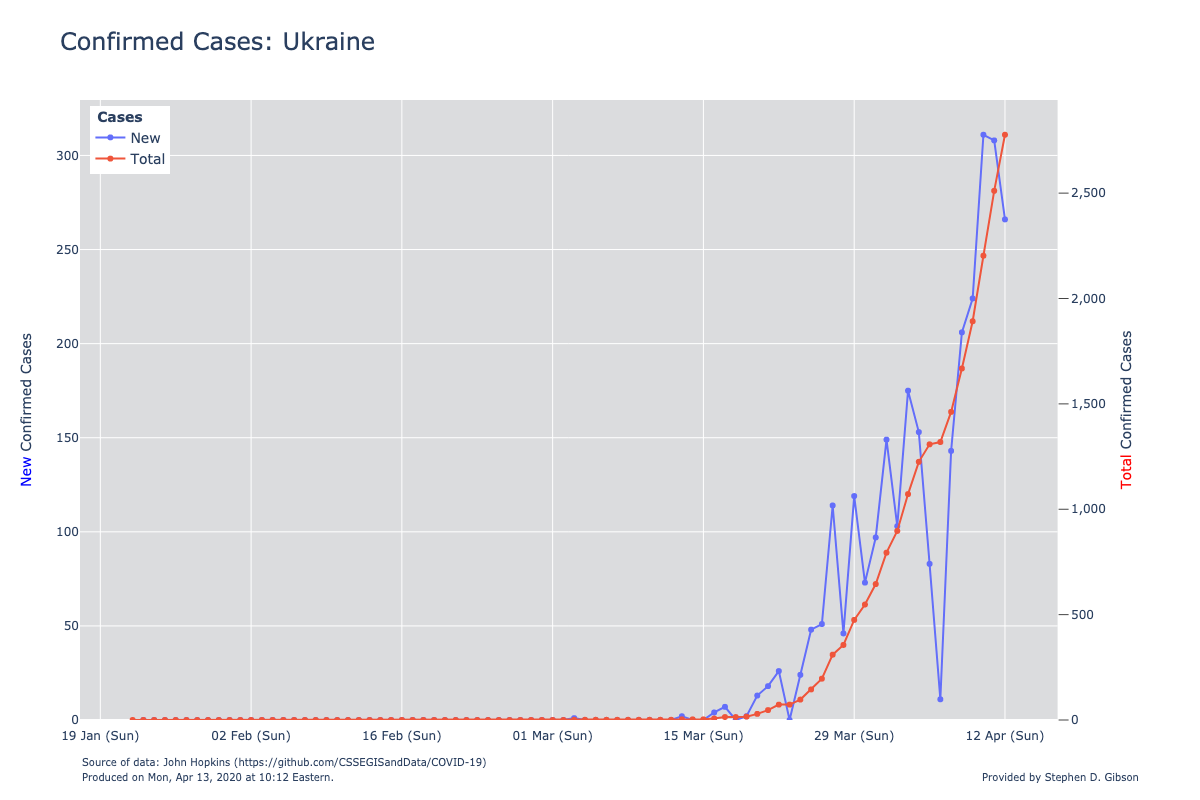 Confirmed Cases: Ukraine
Cases
New
Total
300
250
200
150
100
50
0
New Confirmed Cases
2,500
2,000
1,500
1,000
500
0
Total Confirmed Cases
19 Jan (Sun) 02 Feb (Sun) 16 Feb (Sun) 01 Mar (Sun) 15 Mar (Sun) 29 Mar (Sun) 12 Apr (Sun)
Source of data: John Hopkins (https://github.com/CSSEGISandData/COVID-19)
Produced on Mon, Apr 13, 2020 at 10:12 Eastern.
Provided by Stephen D. Gibson